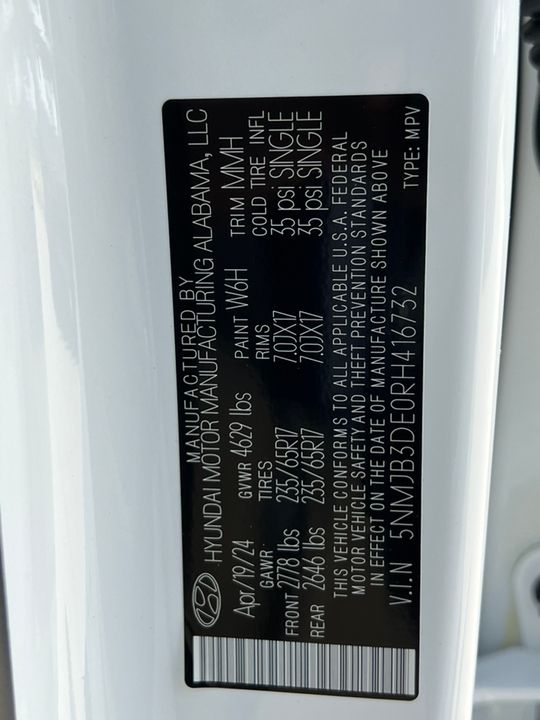 MANUFACTURED BY
HYUNDAI MOTOR MANUFACTURING ALABAMA, LLC
Apr/19/24 GVWR 4629 lbs PAINT W6H TRIM MMH
GAWR TIRES RIMS COLD TIRE INFL
FRONT 2778 lbs 235/65R17 7.0JX17 35 psi SINGLE
REAR 2646 lbs 235/65R17 7.0JX17 35 psi SINGLE
THIS VEHICLE CONFORMS TO ALL APPLICABLE U.S.A. FEDERAL
MOTOR VEHICLE SAFETY AND THEFT PREVENTION STANDARDS
IN EFFECT ON THE DATE OF MANUFACTURE SHOWN ABOVE
V.I.N 5NMJB3DE0RH416732 TYPE: MPV